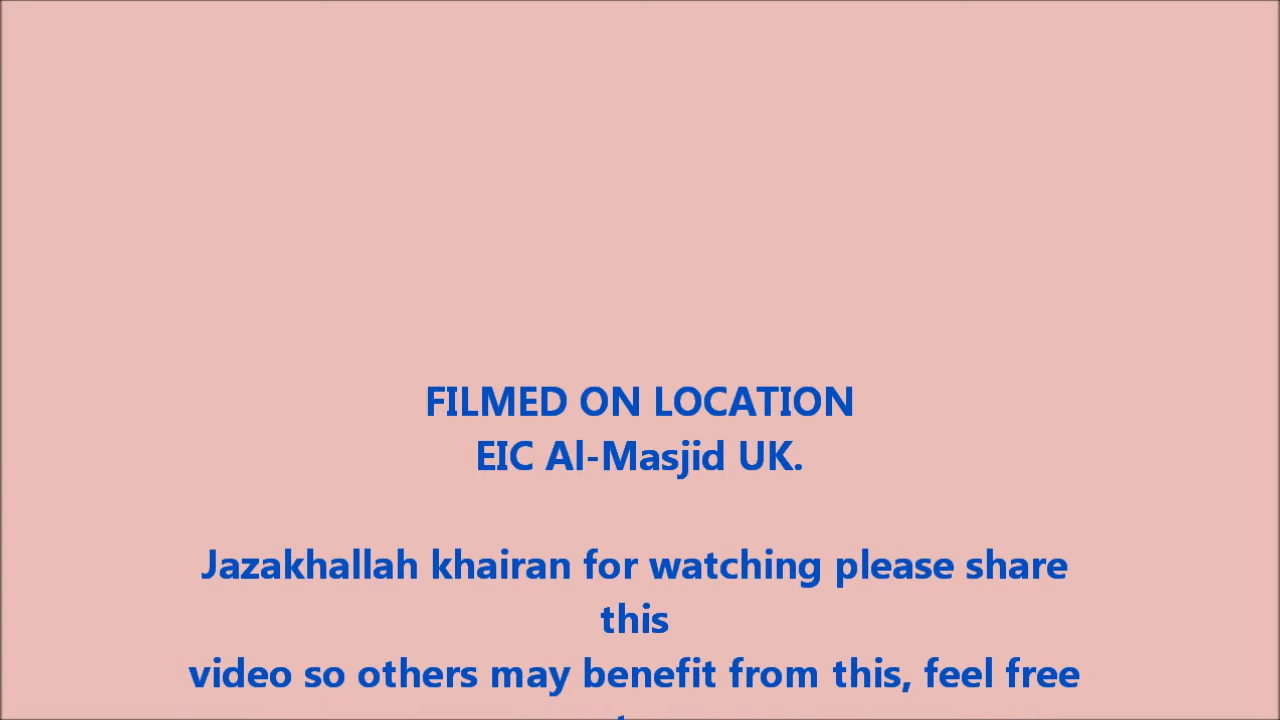 FILMED ON LOCATION
EIC Al-Masjid UK.
Jazakhallah khairan for watching please share
this
video so others may benefit from this, feel free